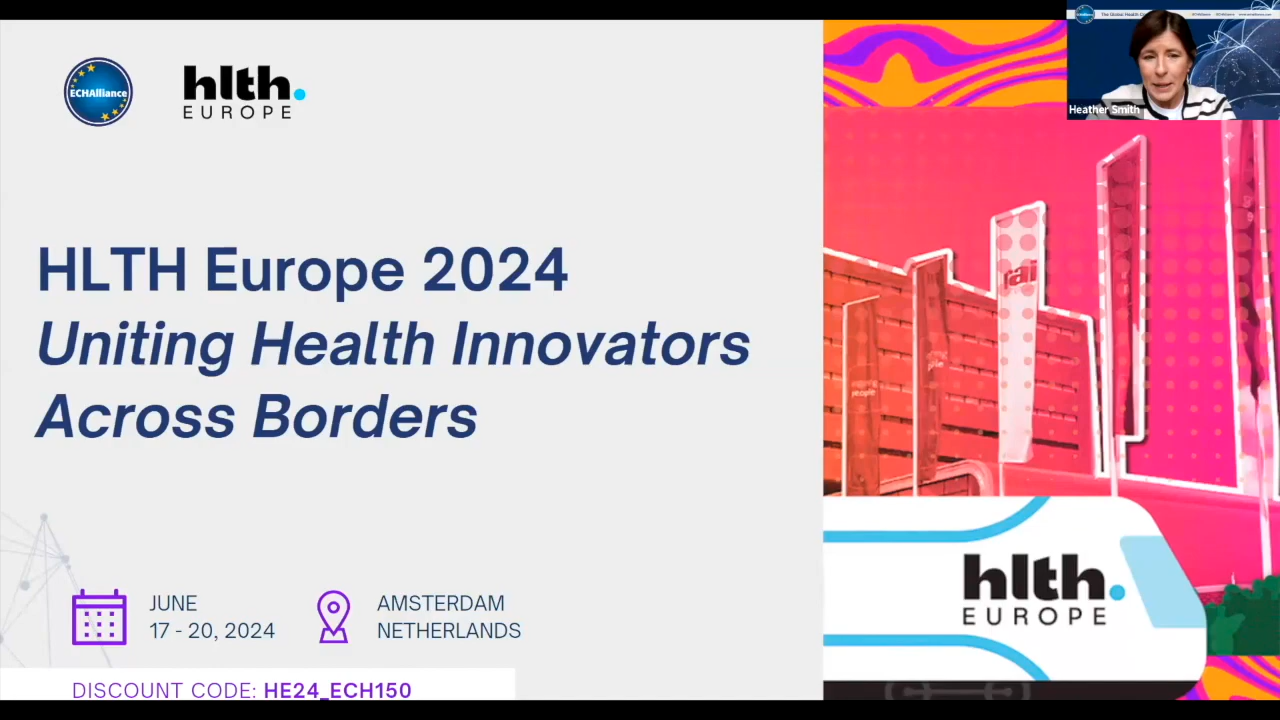 ECHAlliance
hlth.
EUROPE
HLTH Europe 2024
Uniting Health Innovators
Across Borders
JUNE
17 - 20, 2024
AMSTERDAM
NETHERLANDS
DISCOUNT CODE: HE24_ECH150
rai
hlth.
EUROPE
Heather Smith